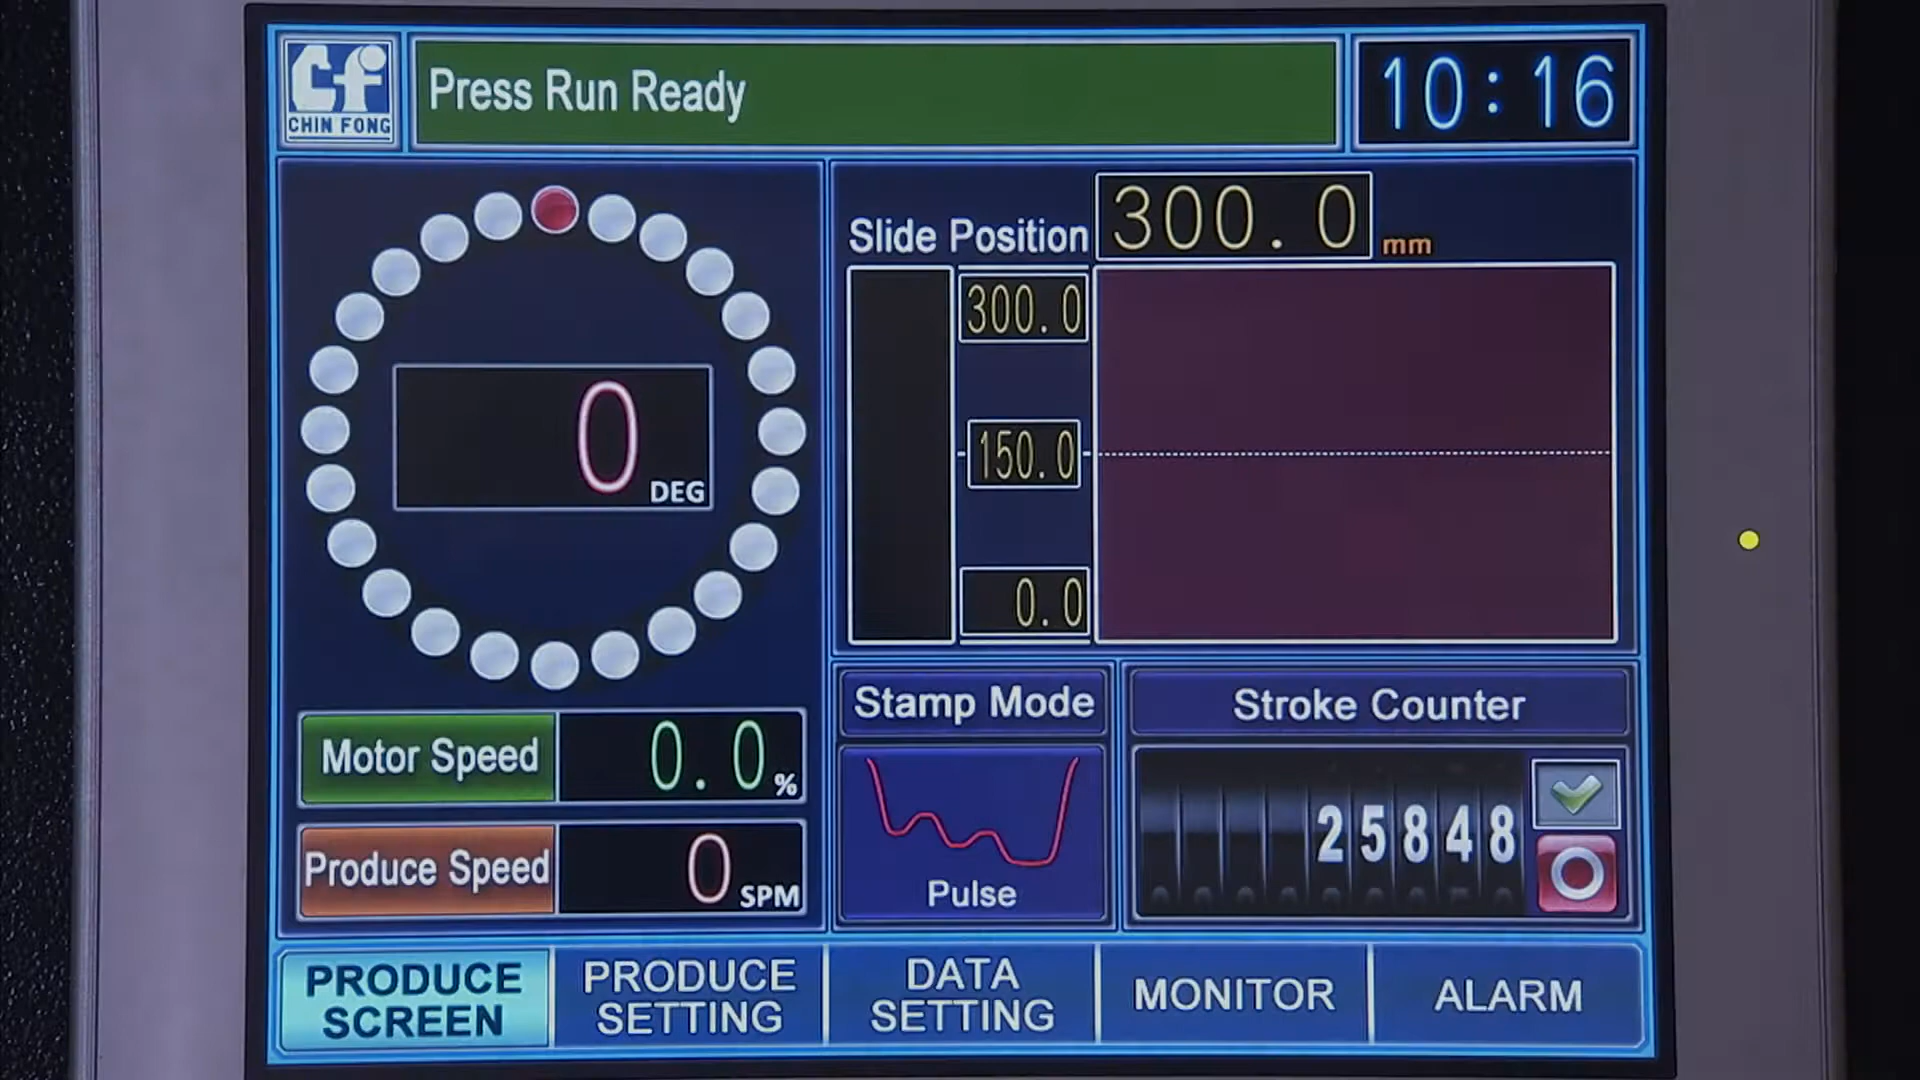 CHIN FONG
Press Run Ready
10:16
Slide Position
300.0
mm
300.0
150.0
0.0
0
DEG
Motor Speed
0.0
%
Produce Speed
0
SPM
Stamp Mode
Pulse
Stroke Counter
25848
PRODUCE
SCREEN
PRODUCE
SETTING
DATA
SETTING
MONITOR
ALARM